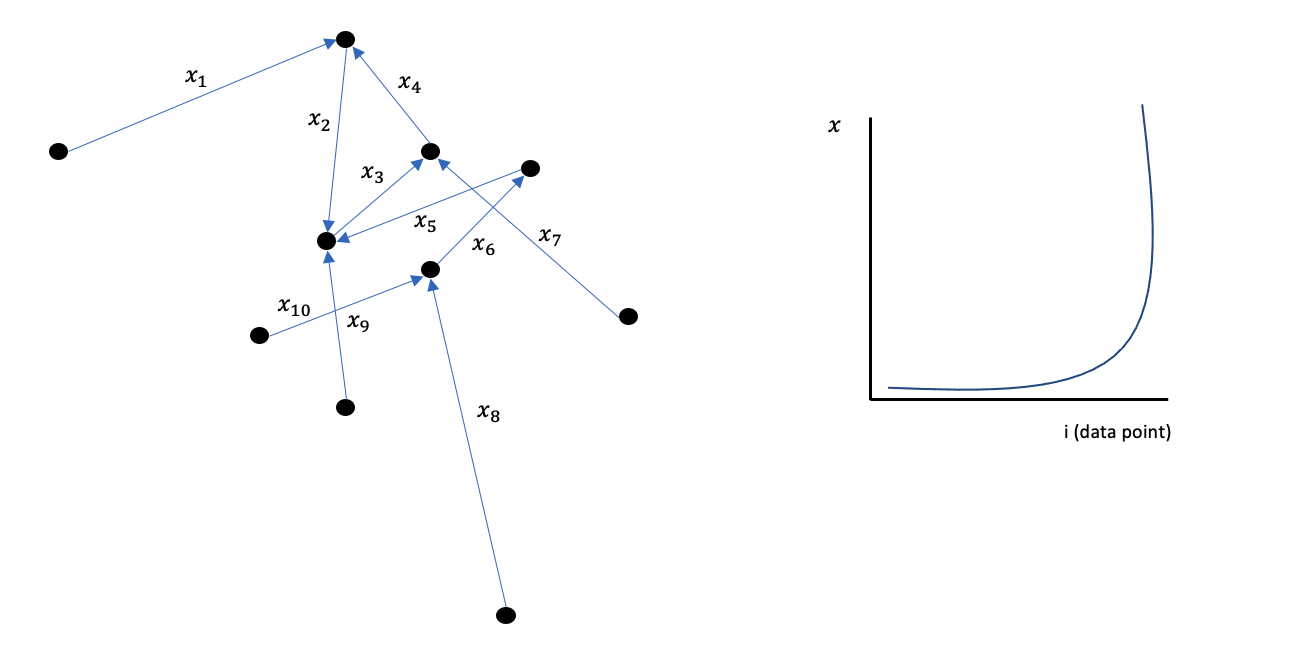 x₁
x₄
x₂
x₃
x₅
x₆
x₇
x₁₀
x₉
x₈
x
i (data point)